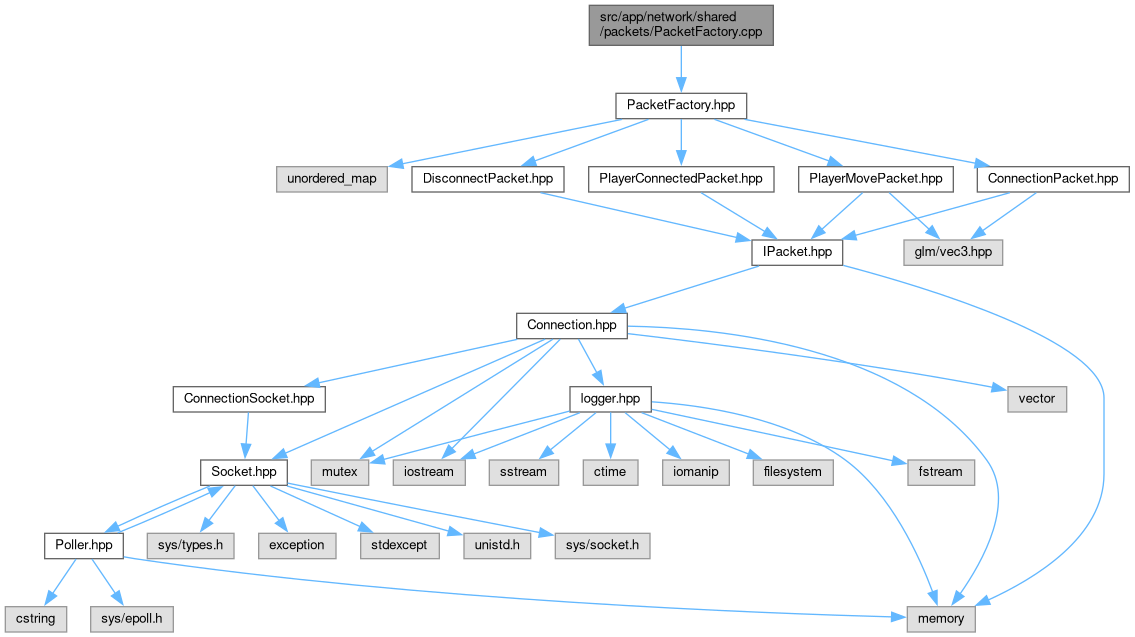 src/app/network/shared
/packets/PacketFactory.cpp
PacketFactory.hpp
unordered_map
DisconnectPacket.hpp
PlayerConnectedPacket.hpp
PlayerMovePacket.hpp
ConnectionPacket.hpp
IPacket.hpp
glm/vec3.hpp
Connection.hpp
ConnectionSocket.hpp
logger.hpp
vector
Socket.hpp
mutex
iostream
sstream
ctime
iomanip
filesystem
fstream
Poller.hpp
sys/types.h
exception
stdexcept
unistd.h
sys/socket.h
cstring
sys/epoll.h
memory